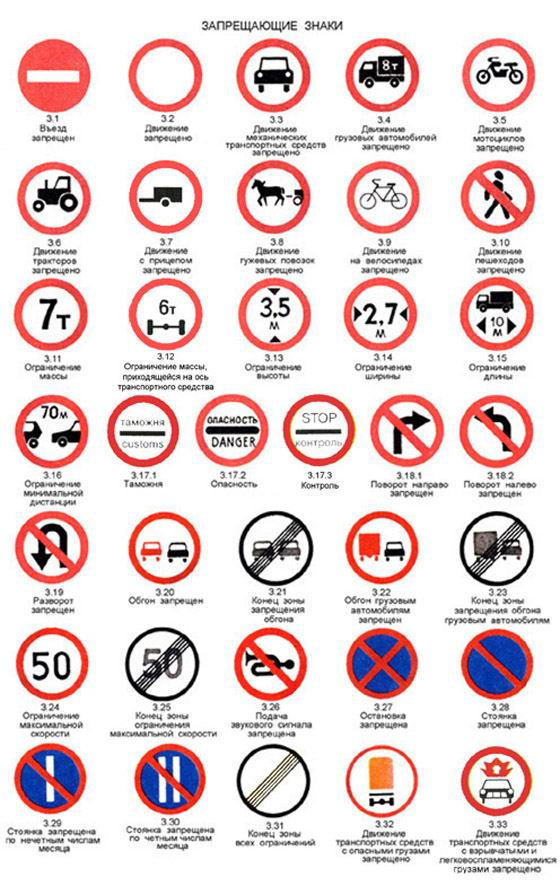 ЗАПРЕЩАЮЩИЕ ЗНАКИ
8т
3.1
Въезд
запрещен
3.2
Движение
запрещено
3.3
Движение
механических
транспортных средств
запрещено
3.4
Движение
грузовых автомобилей
запрещено
3.5
Движение
мотоциклов
запрещено
3.6
Движение
тракторов
запрещено
3.7
Движение
с прицепом
запрещено
3.8
Движение
гужевых повозок
запрещено
3.9
Движение
на велосипедах
запрещено
3.10
Движение
пешеходов
запрещено
7т
6т
3,5
м
2,7
м
10
м
3.11
Ограничение
массы
3.12
Ограничение массы,
приходящейся на ось
транспортного средства
3.13
Ограничение
высоты
3.14
Ограничение
ширины
3.15
Ограничение
длины
70м
таможня
customs
ОПАСНОСТЬ
DANGER
STOP
контроль
3.16
Ограничение
минимальной
дистанции
3.17.1
Таможня
3.17.2
Опасность
3.17.3
Контроль
3.18.1
Поворот направо
запрещен
3.18.2
Поворот налево
запрещен
3.19
Разворот
запрещен
3.20
Обгон запрещен
3.21
Конец зоны
запрещения
обгона
3.22
Обгон грузовым
автомобилям
запрещен
3.23
Конец зоны
запрещения обгона
грузовым автомобилям
50
50
3.24
Ограничение
максимальной
скорости
3.25
Конец зоны
ограничения
максимальной скорости
3.26
Подача
звукового сигнала
запрещена
3.27
Остановка
запрещена
3.28
Стоянка
запрещена
3.29
Стоянка запрещена
по нечетным числам
месяца
3.30
Стоянка запрещена
по четным числам
месяца
3.31
Конец зоны
всех ограничений
3.32
Движение
транспортных средств
с опасными грузами
запрещено
3.33
Движение
транспортных средств
с взрывчатыми и
легковоспламеняющимися
грузами запрещено